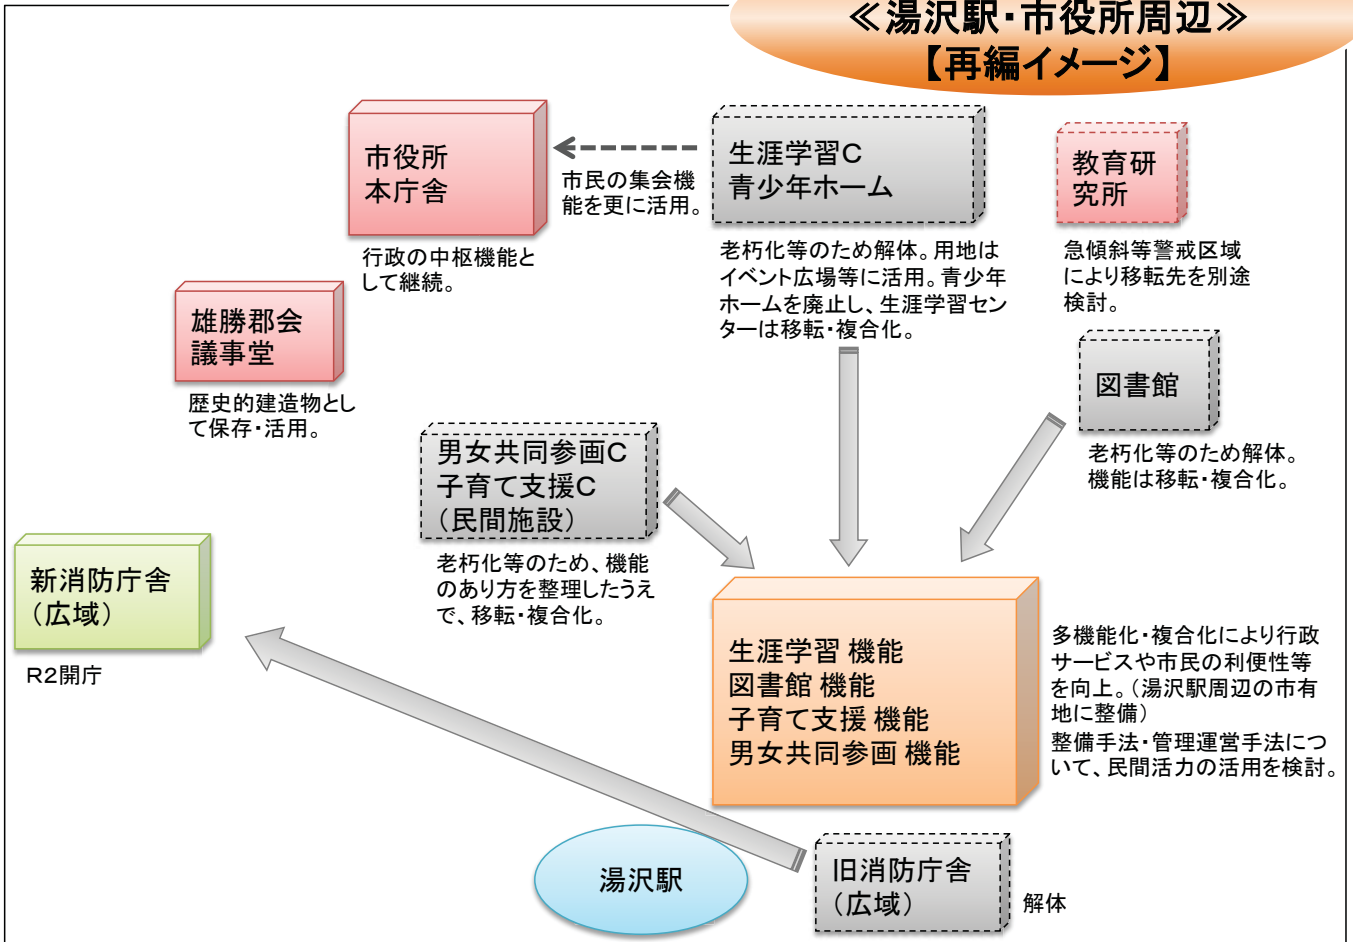 ≪湯沢駅・市役所周辺≫
【再編イメージ】
市役所
本庁舎
市民の集会機
能を更に活用。
生涯学習C
青少年ホーム
教育研
究所
行政の中枢機能と
して継続。
老朽化等のため解体。用地は
イベント広場等に活用。青少年
ホームを廃止し、生涯学習セン
ターは移転・複合化。
急傾斜等警戒区域
により移転先を別途
検討。
雄勝郡会
議事堂
歴史的建造物とし
て保存・活用。
図書館
老朽化等のため解体。
機能は移転・複合化。
男女共同参画C
子育て支援C
（民間施設）
老朽化等のため、機能
のあり方を整理したうえ
で、移転・複合化。
新消防庁舎
（広域）
R2開庁
生涯学習 機能
図書館 機能
子育て支援 機能
男女共同参画 機能
多機能化・複合化により行政
サービスや市民の利便性等
を向上。（湯沢駅周辺の市有
地に整備）
整備手法・管理運営手法につ
いて、民間活力の活用を検討。
湯沢駅
旧消防庁舎
（広域）
解体